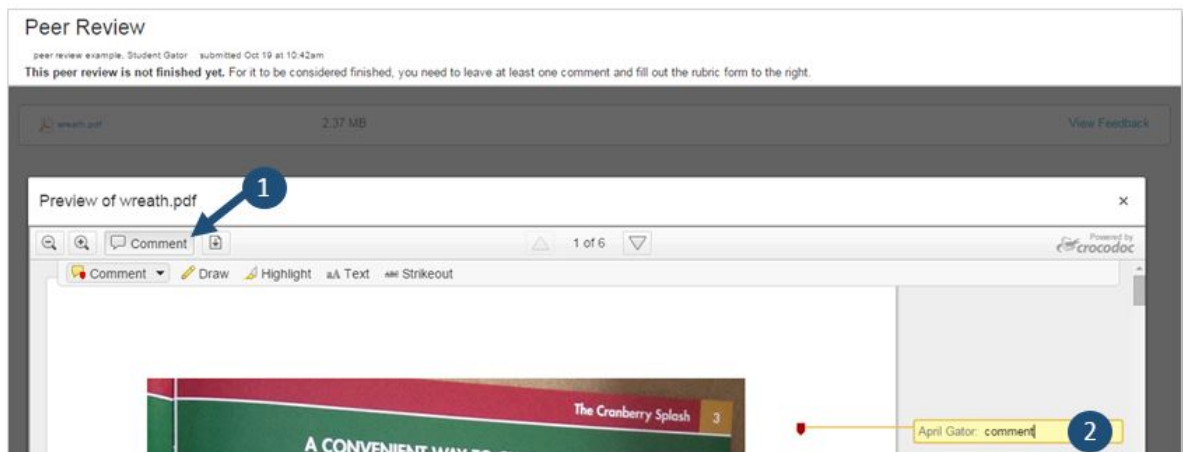 Peer Review
peer review example, Student Gator submitted Oct 19 at 10:42am
This peer review is not finished yet. For it to be considered finished, you need to leave at least one comment and fill out the rubric form to the right.
wreath.pdf 2.37 MB View Feedback
1
Preview of wreath.pdf ×
Comment 1 of 6 Powered by
crocodoc
Comment Draw Highlight aA Text ABC Strikeout
The Cranberry Splash 3
April Gator: comment 2
A CONVENIENT WAY TO